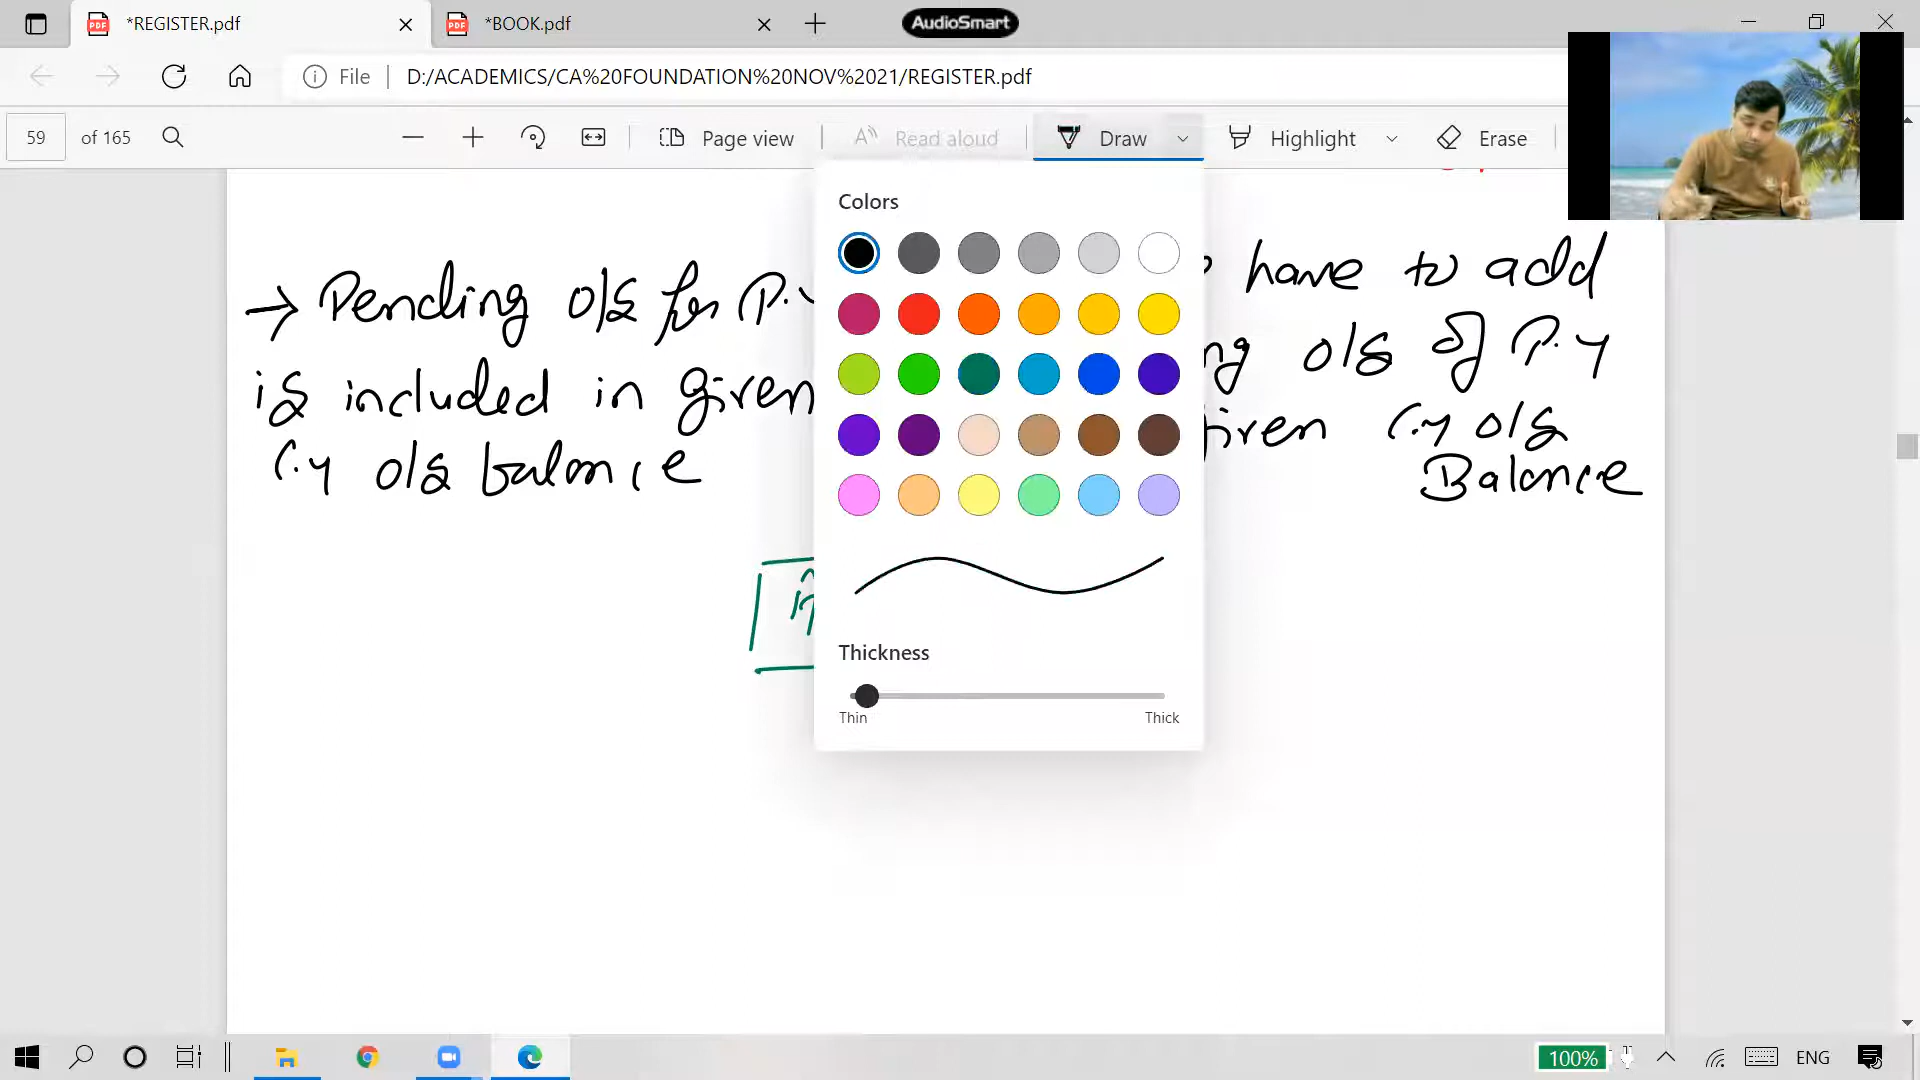 *REGISTER.pdf
*BOOK.pdf
AudioSmart
File D:/ACADEMICS/CA%20FOUNDATION%20NOV%2021/REGISTER.pdf
59 of 165
Page view
Read aloud
Draw
Highlight
Erase
Colors
→ Pending o/s for P.Y
is included in given
C.Y o/s balance
have to add
o/s of P.Y
C.Y o/s
Balance
Thickness
Thin Thick
100%
ENG